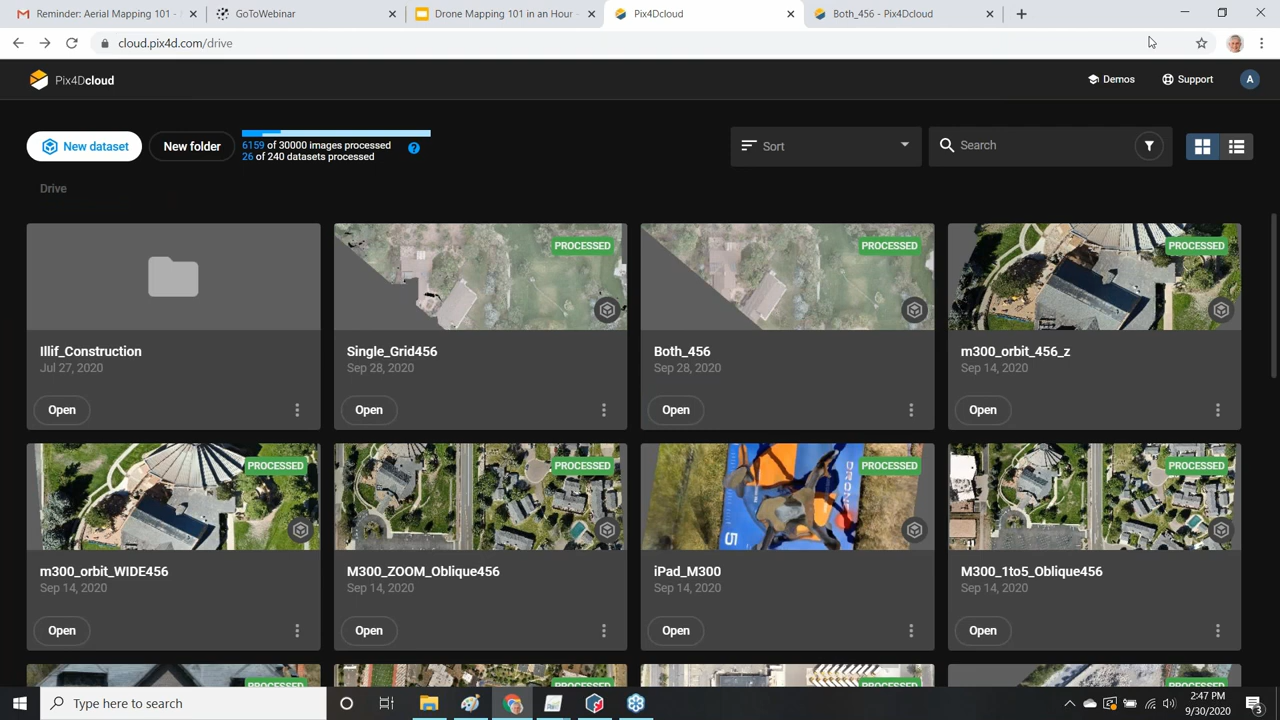 Reminder: Aerial Mapping 101 -
GoToWebinar
Drone Mapping 101 in an Hour -
Pix4Dcloud
Both_456 - Pix4Dcloud
cloud.pix4d.com/drive
Pix4Dcloud
Demos
Support
A
New dataset
New folder
6159 of 30000 images processed
26 of 240 datasets processed
?
Sort
Search
Drive
PROCESSED
PROCESSED
PROCESSED
Illif_Construction
Single_Grid456
Both_456
m300_orbit_456_z
Jul 27, 2020
Sep 28, 2020
Sep 28, 2020
Sep 14, 2020
Open
Open
Open
Open
PROCESSED
PROCESSED
PROCESSED
PROCESSED
m300_orbit_WIDE456
M300_ZOOM_Oblique456
iPad_M300
M300_1to5_Oblique456
Sep 14, 2020
Sep 14, 2020
Sep 14, 2020
Sep 14, 2020
Open
Open
Open
Open
PROCESSED
PROCESSED
PROCESSED
PROCESSED
Type here to search
2:47 PM
9/30/2020
3